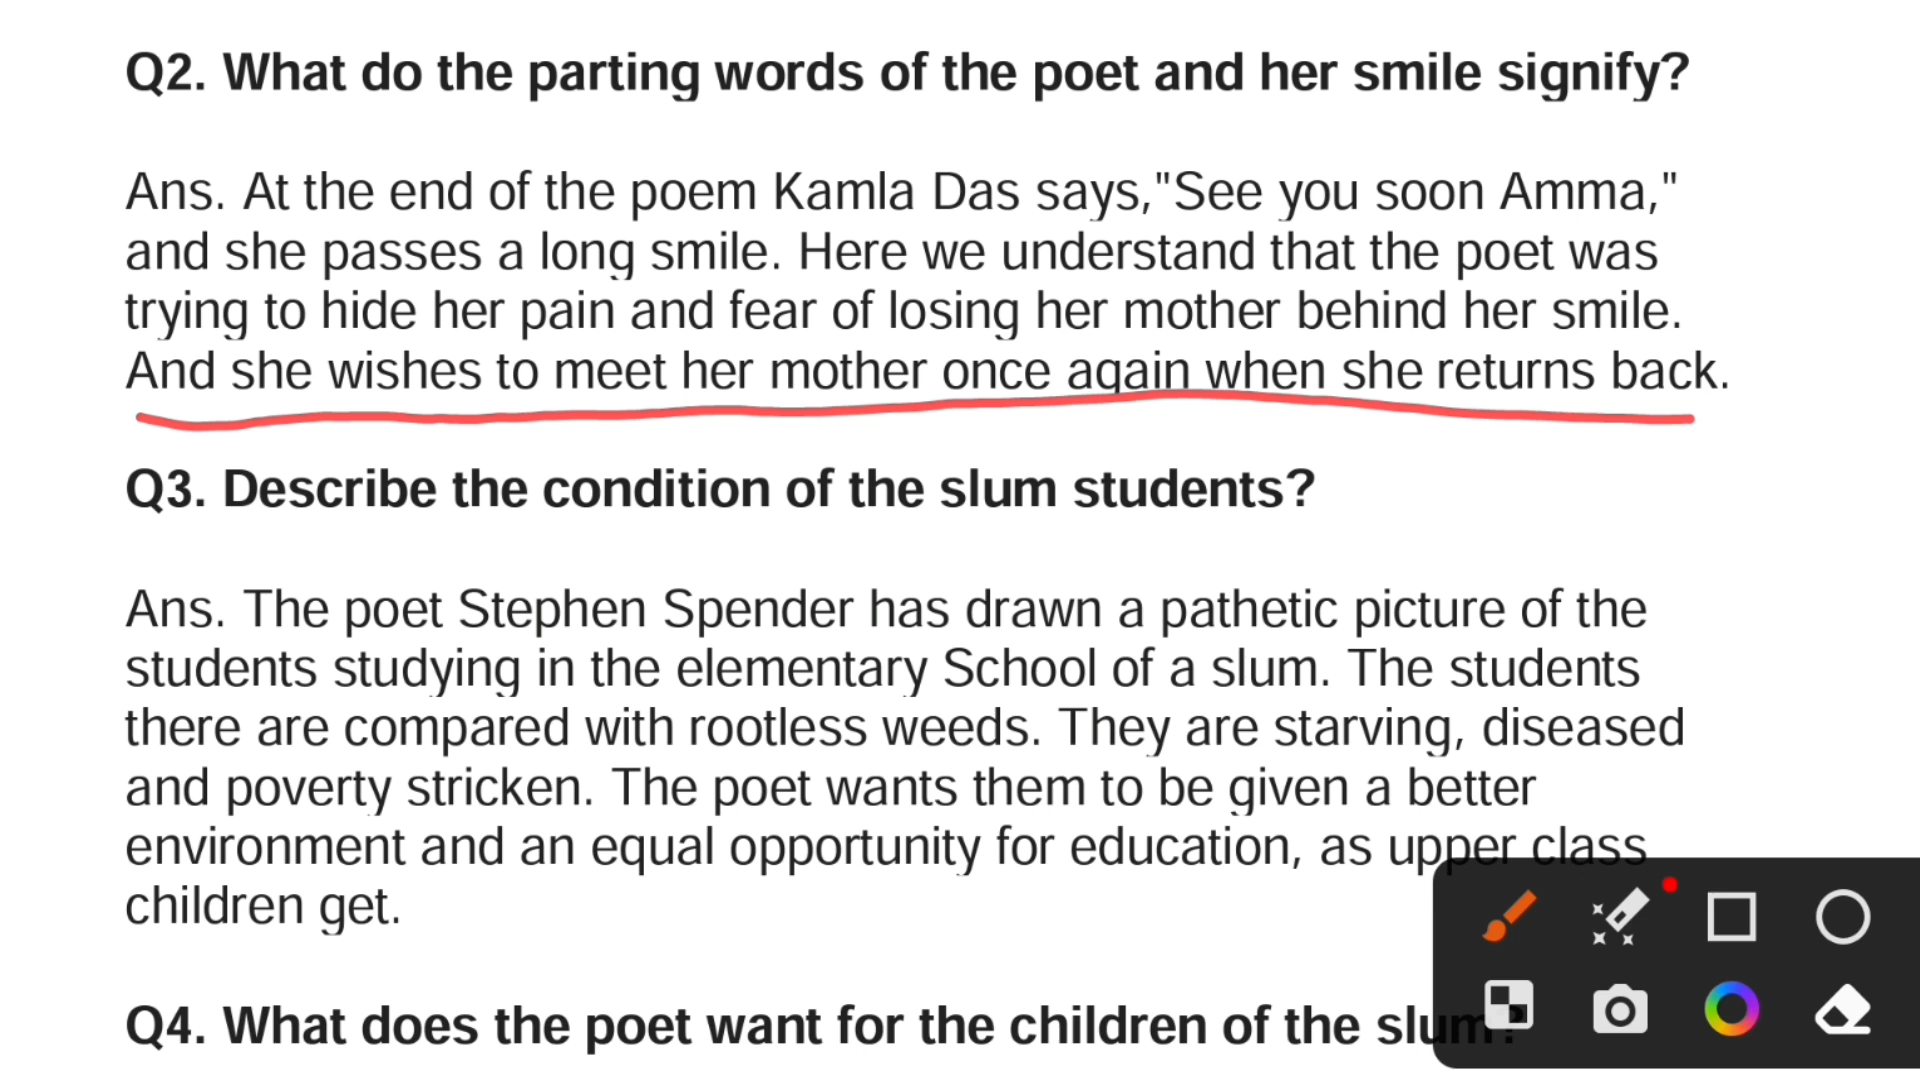 Q2. What do the parting words of the poet and her smile signify?
Ans. At the end of the poem Kamla Das says,"See you soon Amma,"
and she passes a long smile. Here we understand that the poet was
trying to hide her pain and fear of losing her mother behind her smile.
And she wishes to meet her mother once again when she returns back.
Q3. Describe the condition of the slum students?
Ans. The poet Stephen Spender has drawn a pathetic picture of the
students studying in the elementary School of a slum. The students
there are compared with rootless weeds. They are starving, diseased
and poverty stricken. The poet wants them to be given a better
environment and an equal opportunity for education, as upper class
children get.
Q4. What does the poet want for the children of the slum?